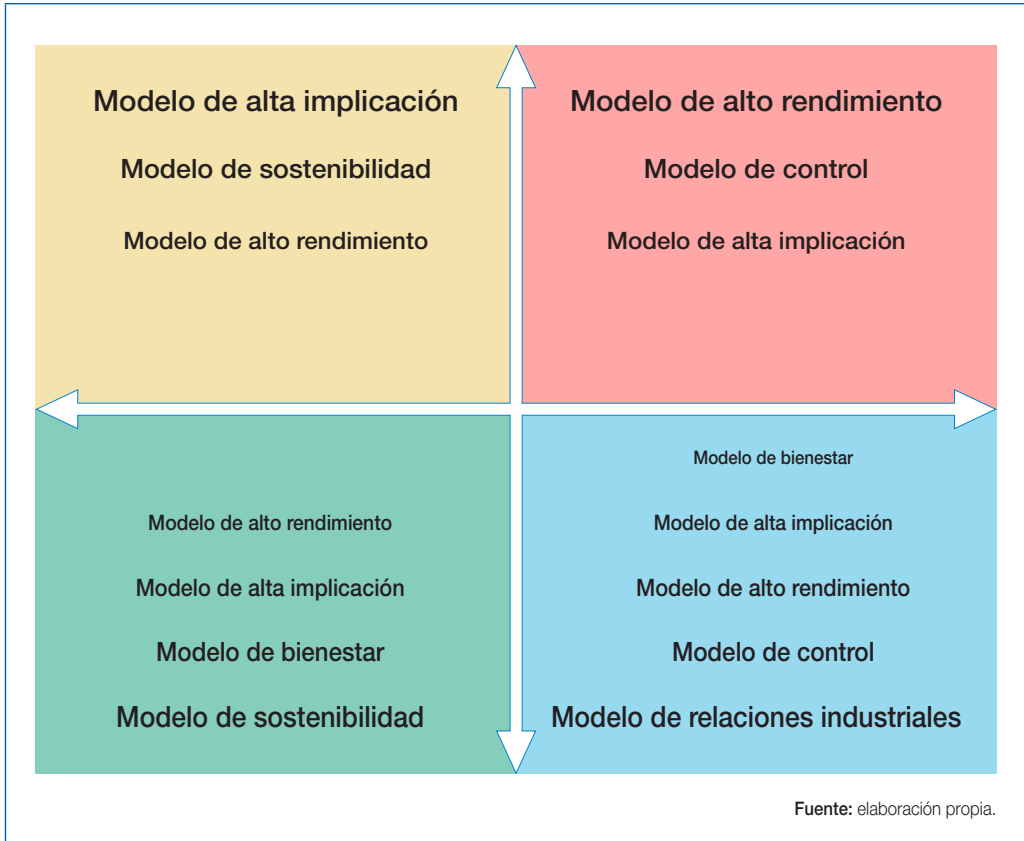 Modelo de alta implicación
Modelo de sostenibilidad
Modelo de alto rendimiento
Modelo de alto rendimiento
Modelo de control
Modelo de alta implicación
Modelo de alto rendimiento
Modelo de alta implicación
Modelo de bienestar
Modelo de sostenibilidad
Modelo de bienestar
Modelo de alta implicación
Modelo de alto rendimiento
Modelo de control
Modelo de relaciones industriales
Fuente: elaboración propia.